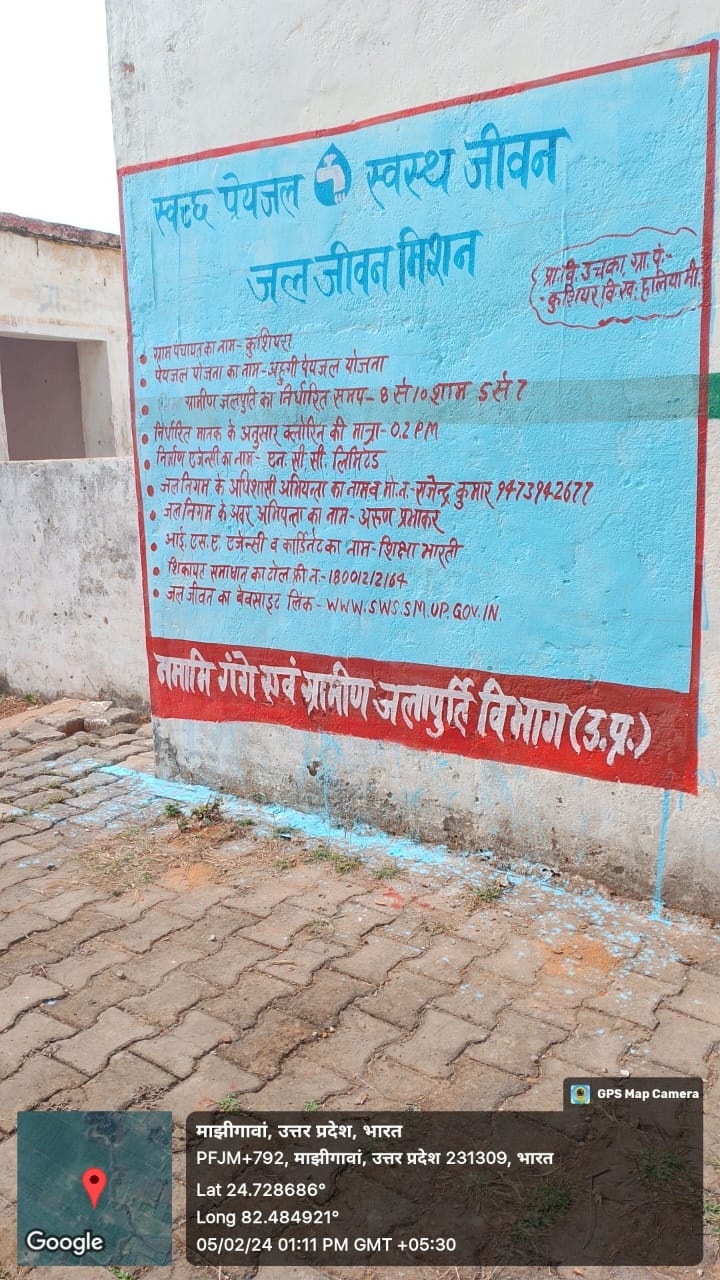 स्वच्छ पेयजल स्वस्थ जीवन
जल जीवन मिशन
प्रा. वि. उचका ग्रा. पं.-
-कुशियर, वि. ख. हलिया मी.
ग्राम पंचायत का नाम- कुशियरा
पेयजल योजना का नाम-अहुगी पेयजल योजना
ग्रामीण जलपुर्ति का निर्धारित समय- 8 से 10 शाम 5 से 7
निर्धारित मानक के अनुसार क्लोरिन की मात्रा-0.2 PM
निर्माण एजेन्सी का नाम- एन. सी. सी. लिमिटेड
जल निगम के अधिशासी अभियन्ता का नाम व मो. न.-राजेन्द्र कुमार 9473942677
जल निगम के अवर अभियन्ता का नाम- अरूण प्रभाकर
आई. एस. ए. एजेन्सी व कार्डिनेट का नाम-शिक्षा भारती
शिकायत समाधान का टोल फ्री न.-18001212164
जल जीवन का बेवसाइट लिंक - WWW.SWS.SM.UP.GOV.IN.
नमामि गंगे एवं ग्रामीण जलापुर्ति विभाग (उ.प्र.)
GPS Map Camera
माझीगावां, उत्तर प्रदेश, भारत
PFJM+792, माझीगावां, उत्तर प्रदेश 231309, भारत
Lat 24.728686°
Long 82.484921°
05/02/24 01:11 PM GMT +05:30
Google